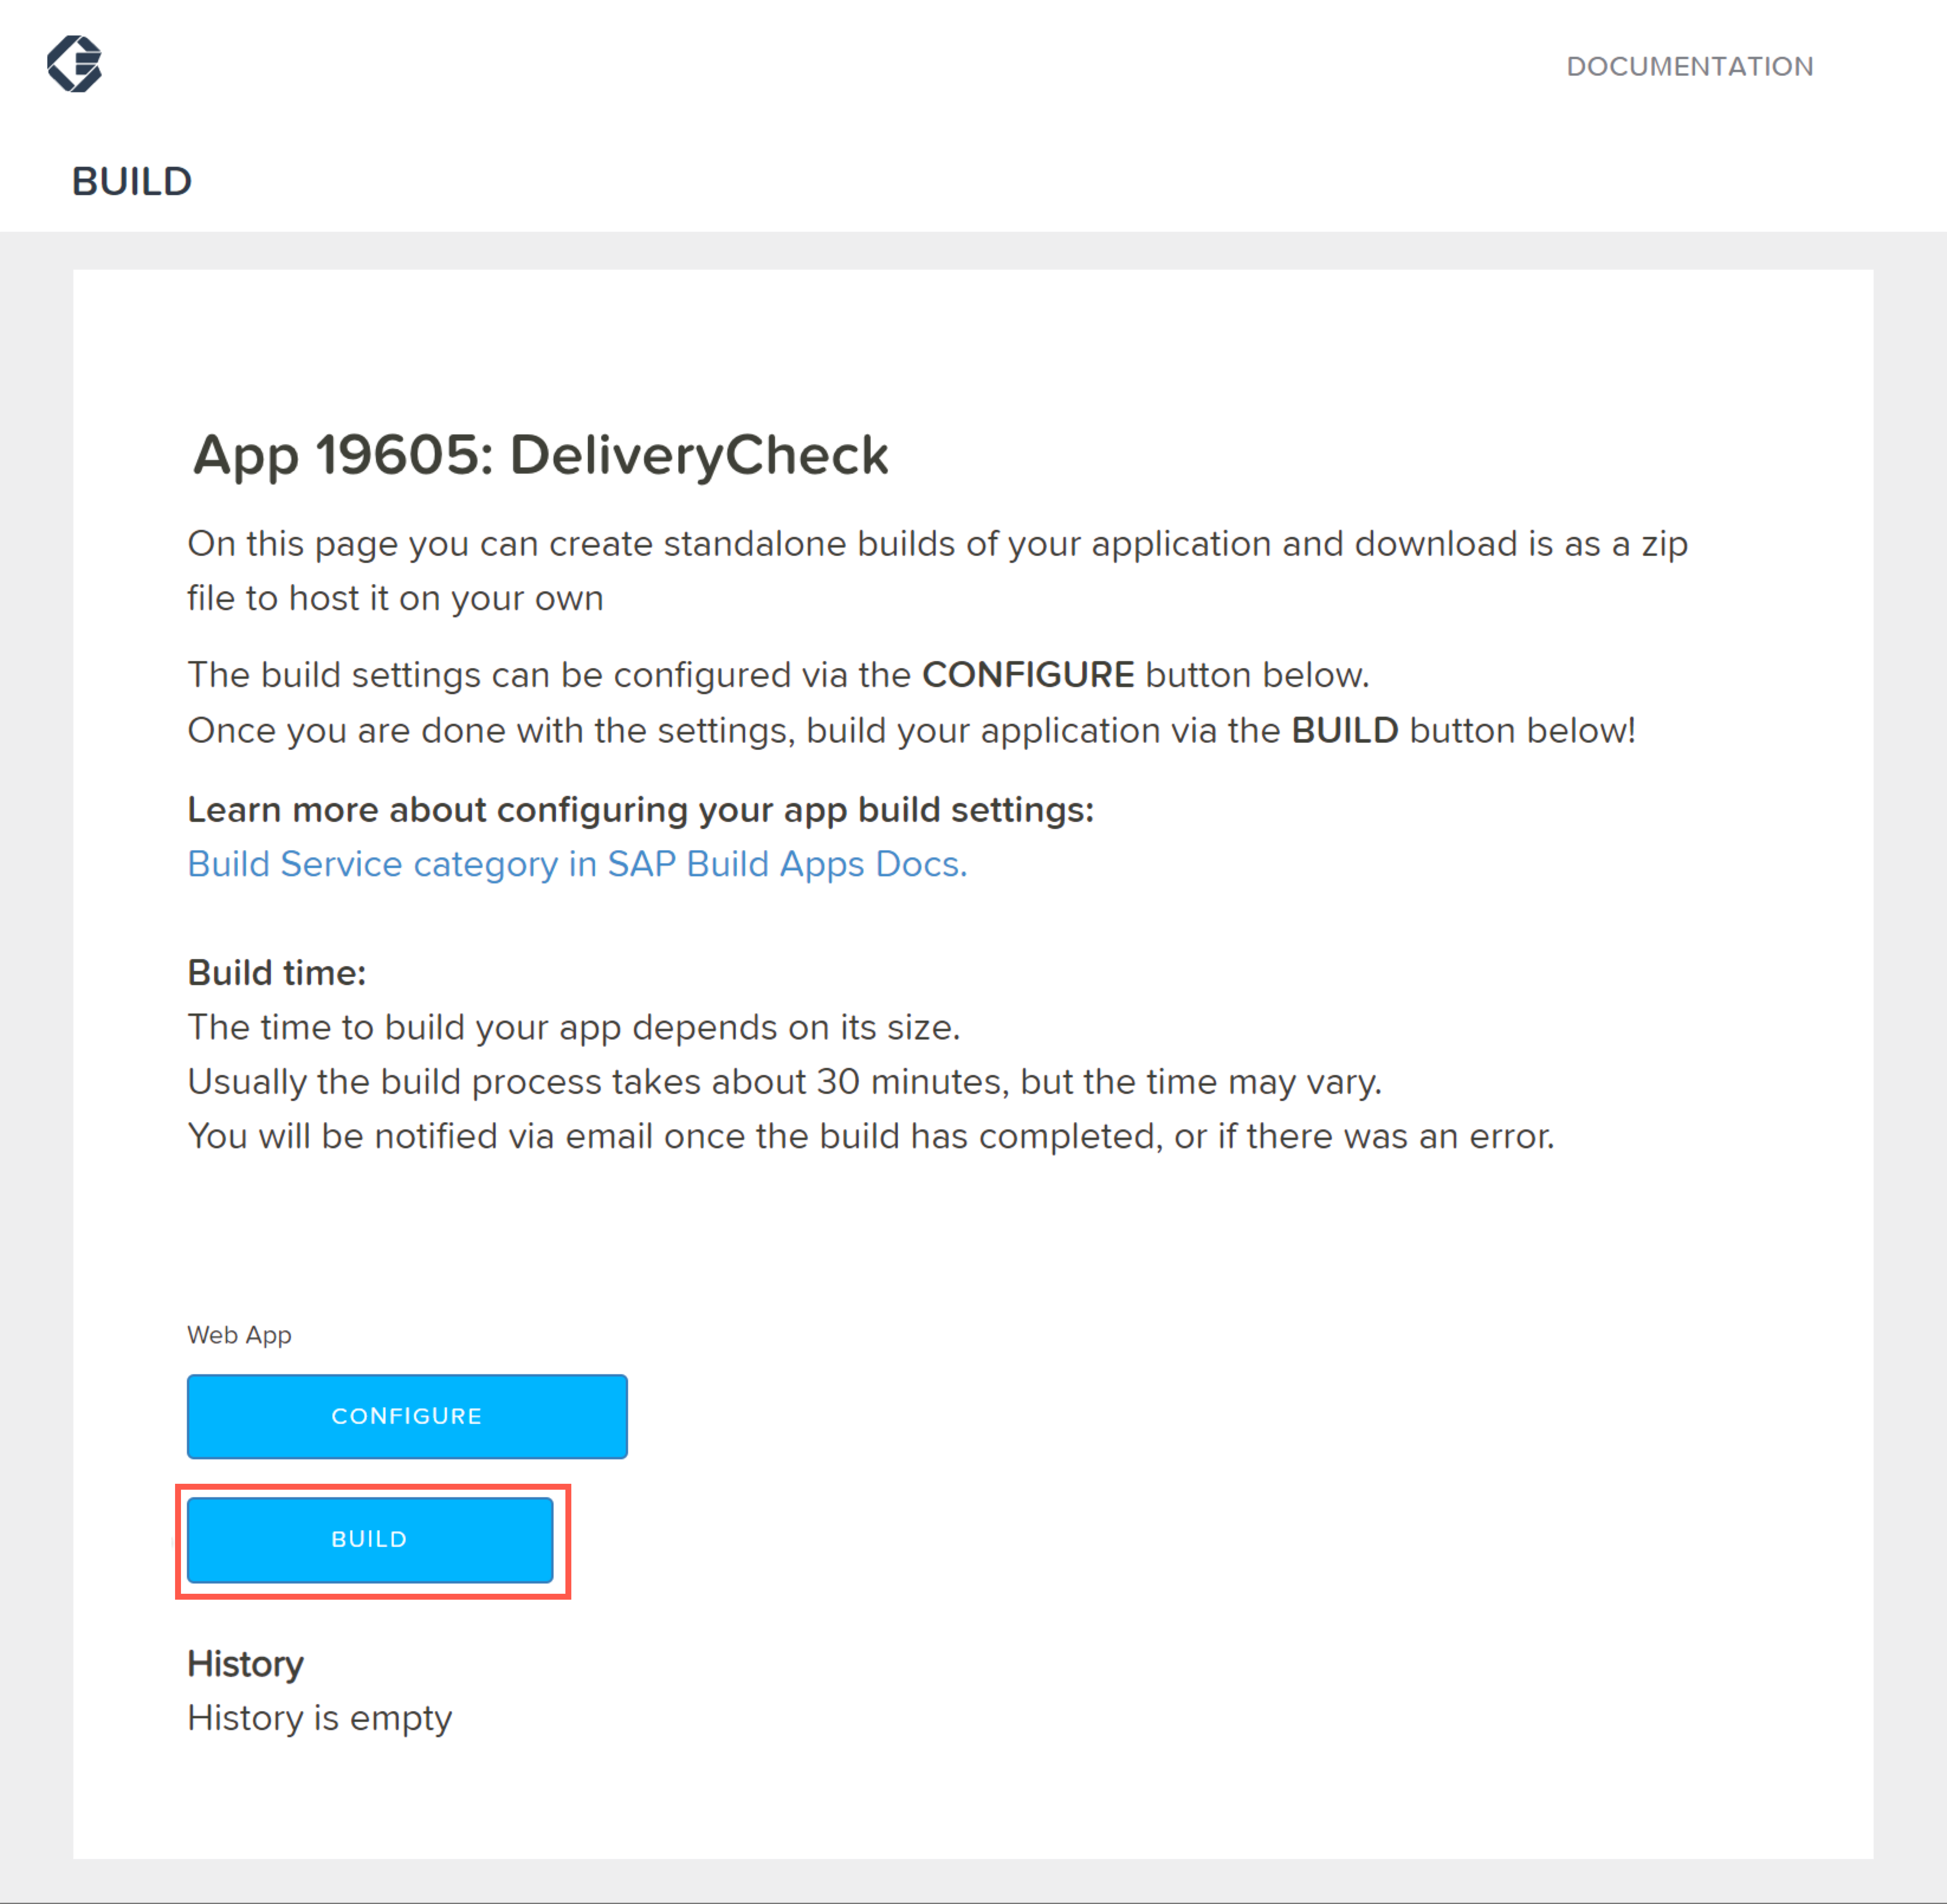 DOCUMENTATION
BUILD
App 19605: DeliveryCheck
On this page you can create standalone builds of your application and download is as a zip
file to host it on your own
The build settings can be configured via the CONFIGURE button below.
Once you are done with the settings, build your application via the BUILD button below!
Learn more about configuring your app build settings:
Build Service category in SAP Build Apps Docs.
Build time:
The time to build your app depends on its size.
Usually the build process takes about 30 minutes, but the time may vary.
You will be notified via email once the build has completed, or if there was an error.
Web App
CONFIGURE
BUILD
History
History is empty